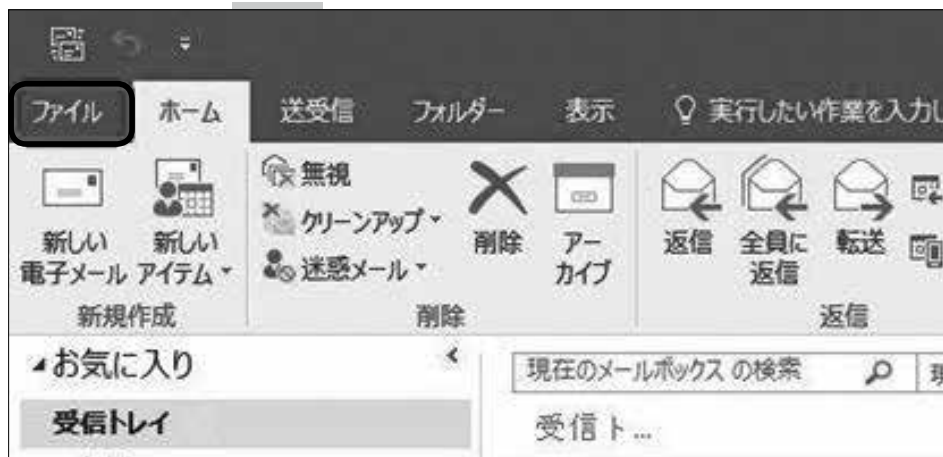 ファイル ホーム 送受信 フォルダー 表示 実行したい作業を入力し
新しい
電子メール
新しい
アイテム
新規作成
無視
クリーンアップ
迷惑メール
削除
アー
カイブ
削除
返信
全員に
返信
転送
返信
お気に入り
受信トレイ
現在のメールボックス の検索
受信ト...